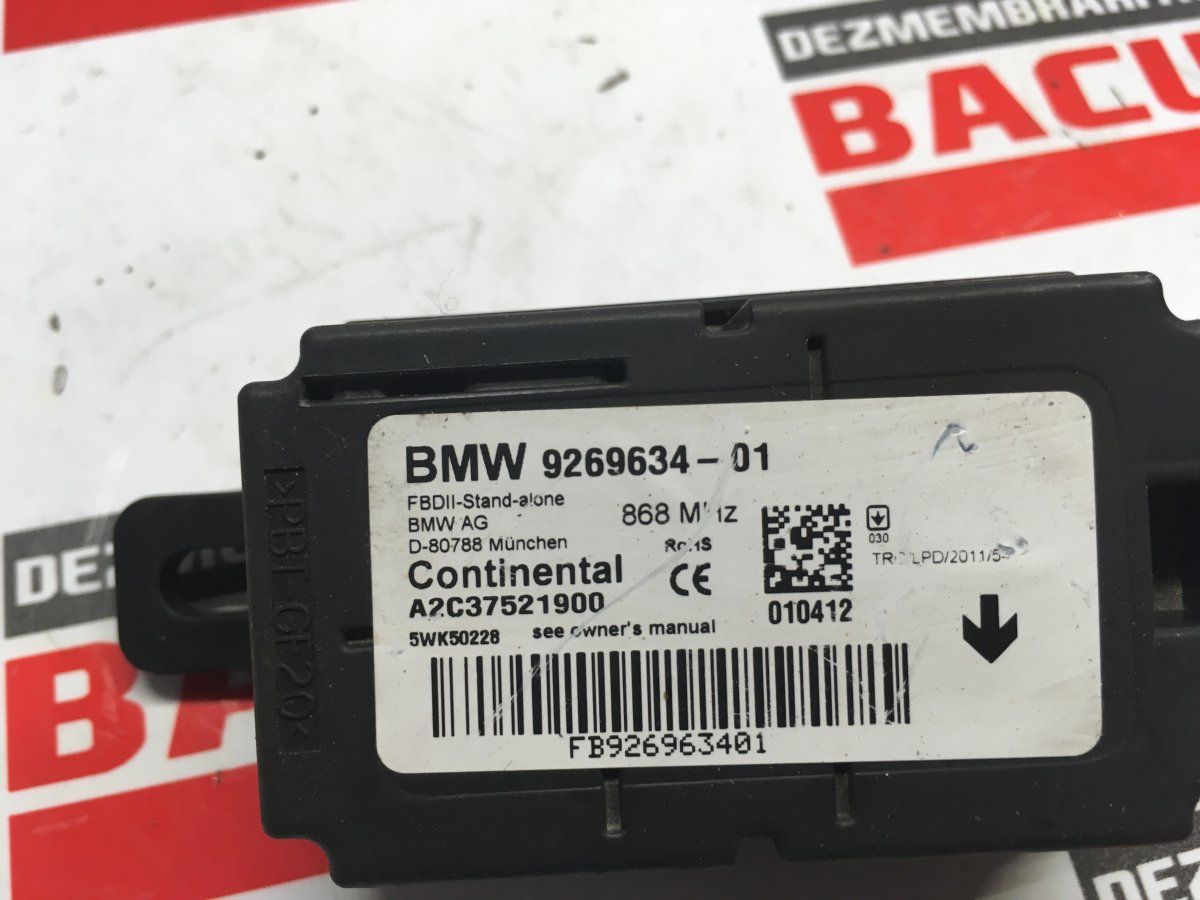 DEZMEMBRARI
BACU
BMW 9269634-01
FBDII-Stand-alone
BMW AG
868 MHz
D-80788 München
RoHS
Continental
CE
030
A2C37521900
010412
5WK50228 see owner's manual
FB926963401
>PBT-GF20<
DEZ
BA
DEZ